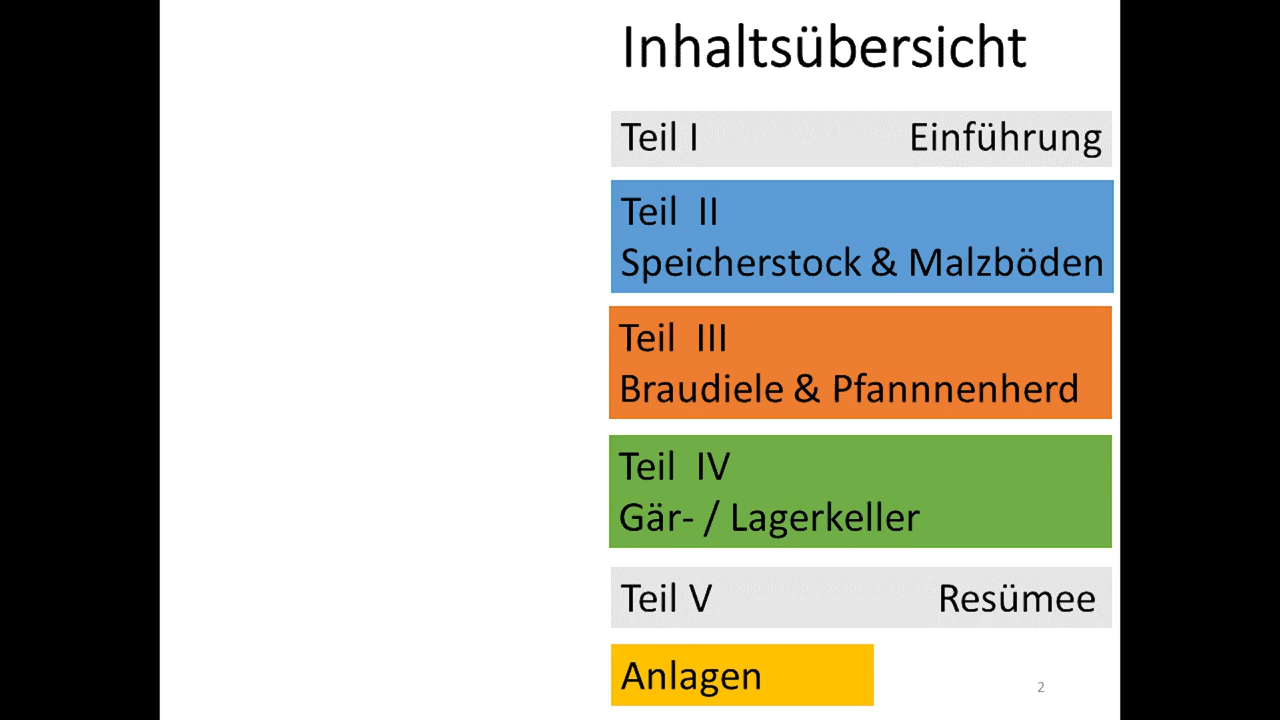 Inhaltsübersicht
Teil I Einführung
Teil II
Speicherstock & Malzböden
Teil III
Braudiele & Pfannnenherd
Teil IV
Gär- / Lagerkeller
Teil V Resümee
Anlagen
2